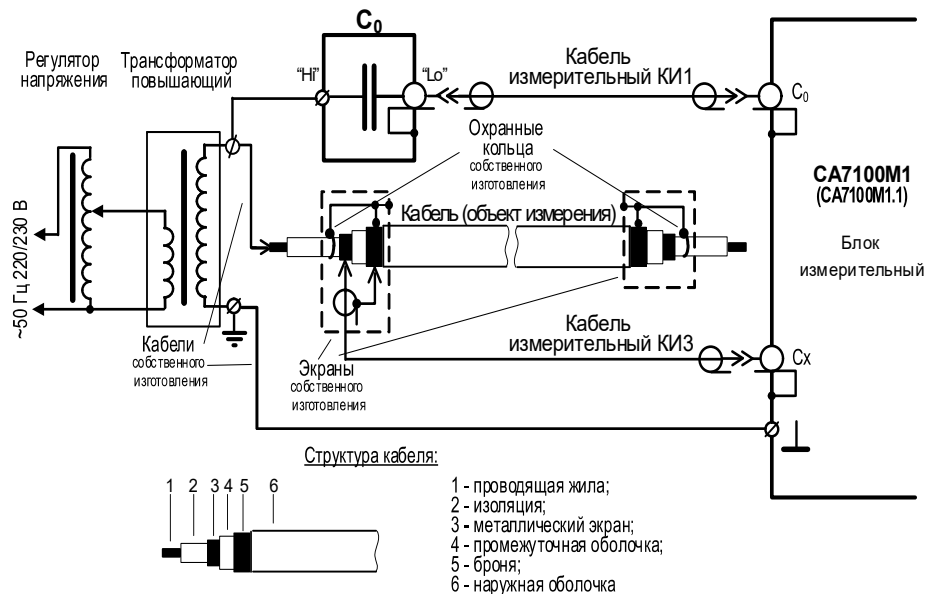 C₀
Регулятор
напряжения
Трансформатор
повышающий
“Hi”
“Lo”
Кабель
измерительный КИ1
C₀
Охранные
кольца
собственного
изготовления
СА7100М1
(СА7100М1.1)
Блок
измерительный
Кабель (объект измерения)
~50 Гц 220/230 В
Кабели
собственного
изготовления
Экраны
собственного
изготовления
Кабель
измерительный КИ3
Cx
Структура кабеля:
1 2 3 4 5 6
1 - проводящая жила;
2 - изоляция;
3 - металлический экран;
4 - промежуточная оболочка;
5 - броня;
6 - наружная оболочка